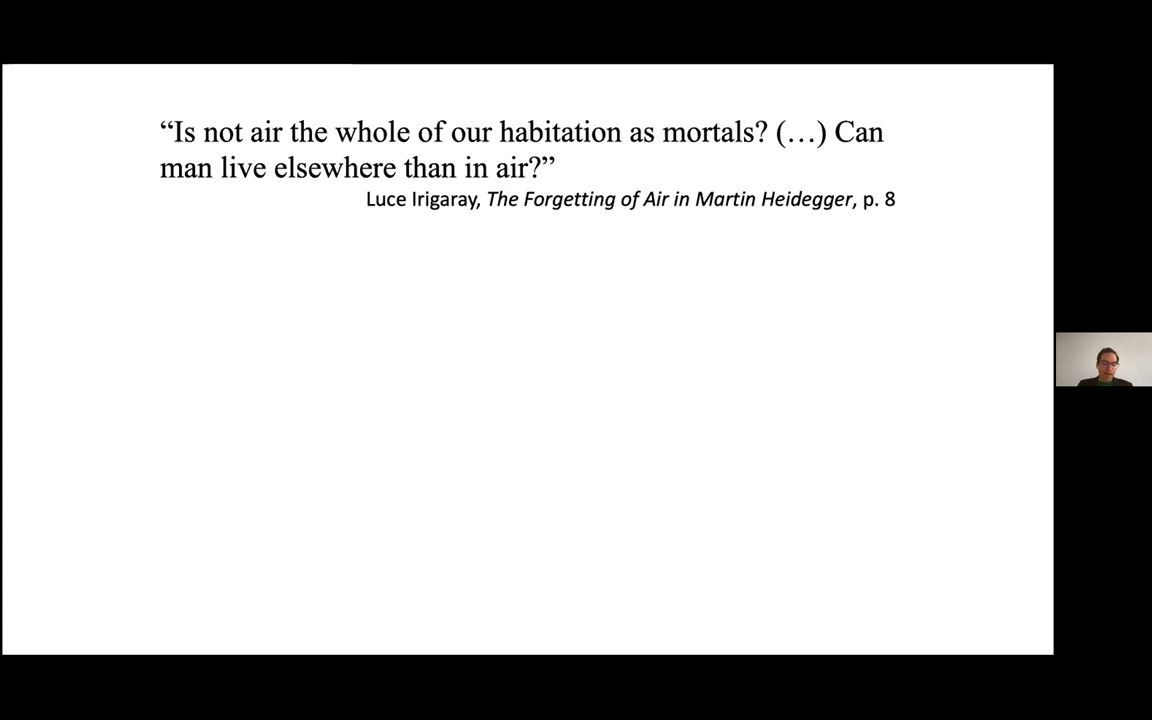 “Is not air the whole of our habitation as mortals? (…) Can
man live elsewhere than in air?”
Luce Irigaray, The Forgetting of Air in Martin Heidegger, p. 8